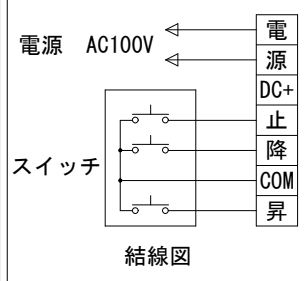 電源 AC100V
電
源
DC+
止
降
COM
昇
スイッチ
結線図